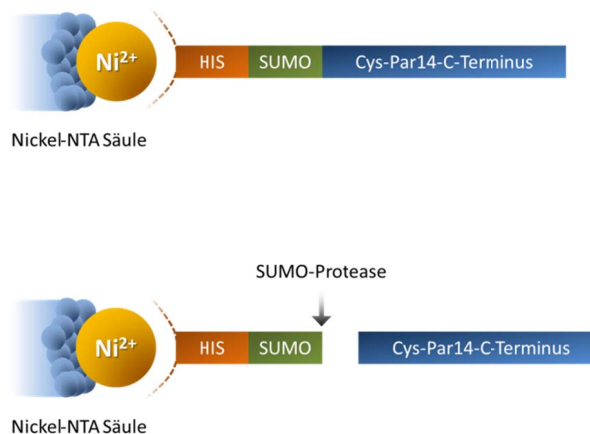 Ni²⁺ HIS SUMO Cys-Par14-C-Terminus
Nickel-NTA Säule
SUMO-Protease
Ni²⁺ HIS SUMO Cys-Par14-C-Terminus
Nickel-NTA Säule